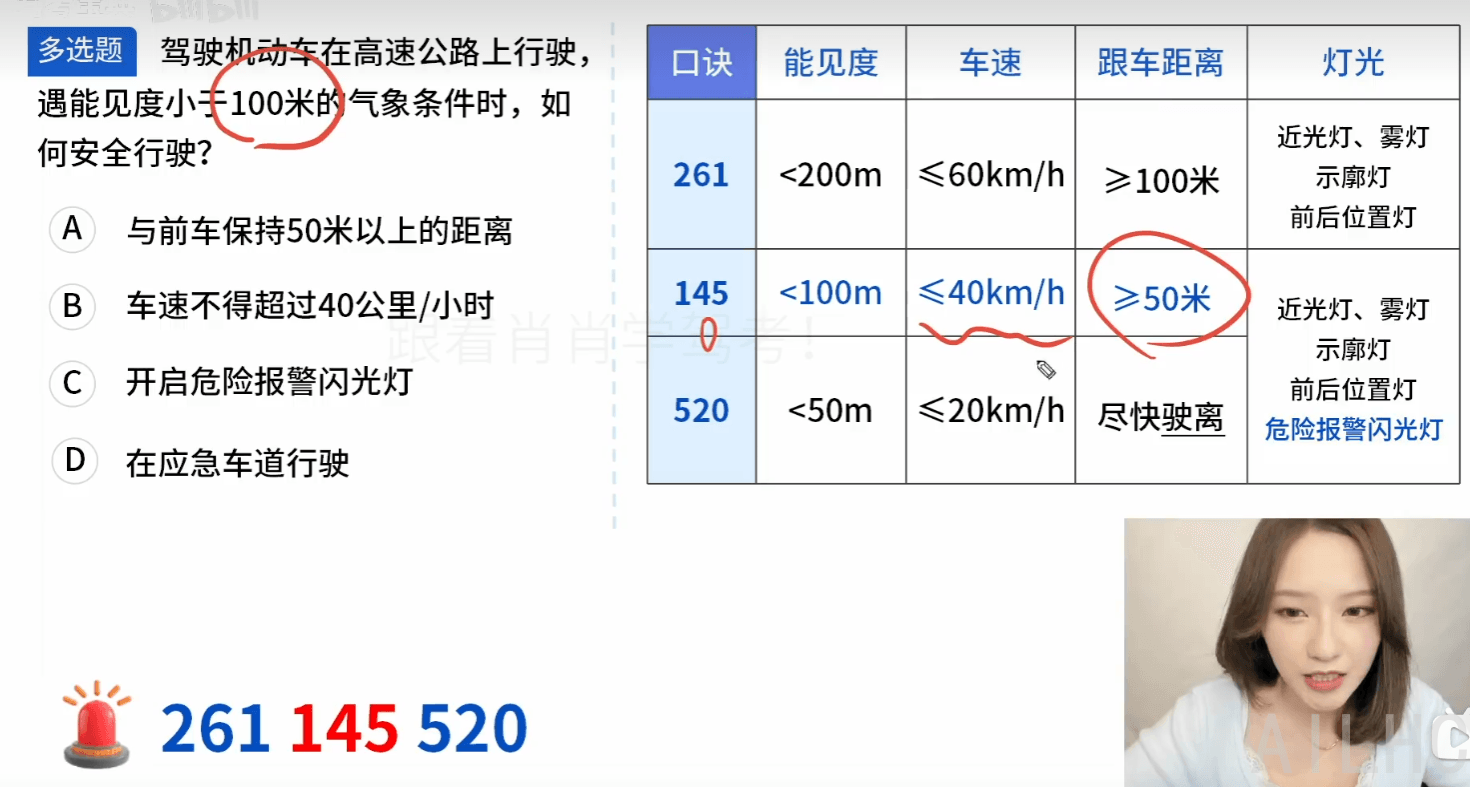 多选题 驾驶机动车在高速公路上行驶，
遇能见度小于100米的气象条件时，如
何安全行驶？
A 与前车保持50米以上的距离
B 车速不得超过40公里/小时
C 开启危险报警闪光灯
D 在应急车道行驶
口诀 能见度 车速 跟车距离 灯光
261 <200m ≤60km/h ≥100米 近光灯、雾灯
示廓灯
前后位置灯
145 <100m ≤40km/h ≥50米
0
520 <50m ≤20km/h 尽快驶离
近光灯、雾灯
示廓灯
前后位置灯
危险报警闪光灯
跟着肖肖学驾考！
261 145 520
bilibili